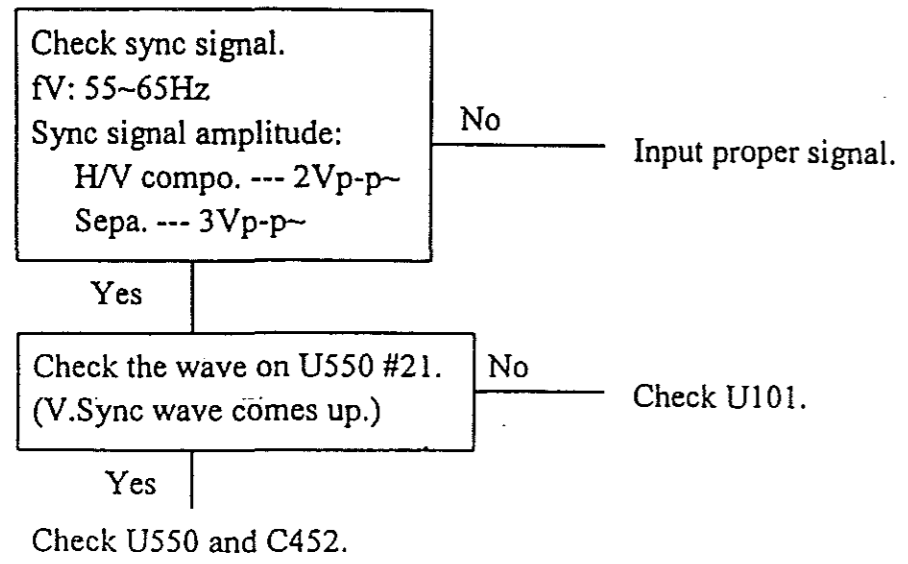 Check sync signal.
fV: 55~65Hz
Sync signal amplitude:
H/V compo. --- 2Vp-p~
Sepa. --- 3Vp-p~
No
Input proper signal.
Yes
Check the wave on U550 #21.
(V.Sync wave comes up.)
No
Check U101.
Yes
Check U550 and C452.